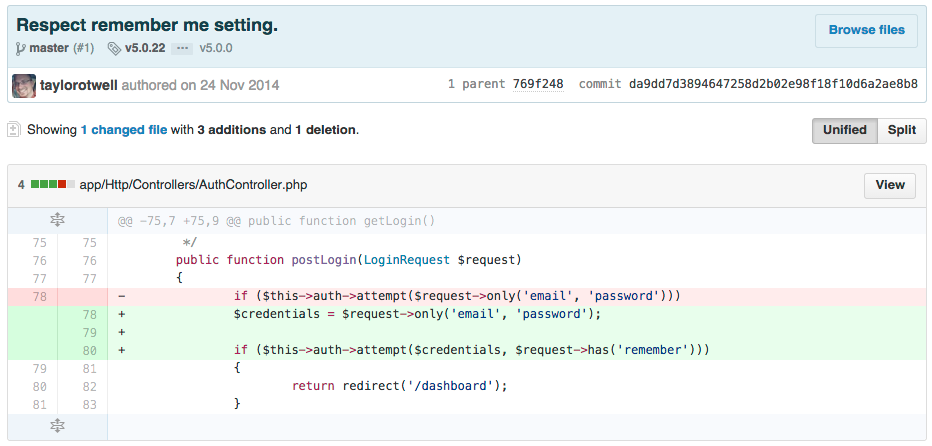 Respect remember me setting.
Browse files
master (#1) v5.0.22 ... v5.0.0
taylorotwell authored on 24 Nov 2014 1 parent 769f248 commit da9dd7d3894647258d2b02e98f18f10d6a2ae8b8
Showing 1 changed file with 3 additions and 1 deletion. Unified Split
4 app/Http/Controllers/AuthController.php View
@@ -75,7 +75,9 @@ public function getLogin()
75 75 */
76 76 public function postLogin(LoginRequest $request)
77 77 {
78 - if ($this->auth->attempt($request->only('email', 'password')))
78 + $credentials = $request->only('email', 'password');
79 +
80 + if ($this->auth->attempt($credentials, $request->has('remember')))
79 81 {
80 82 return redirect('/dashboard');
81 83 }